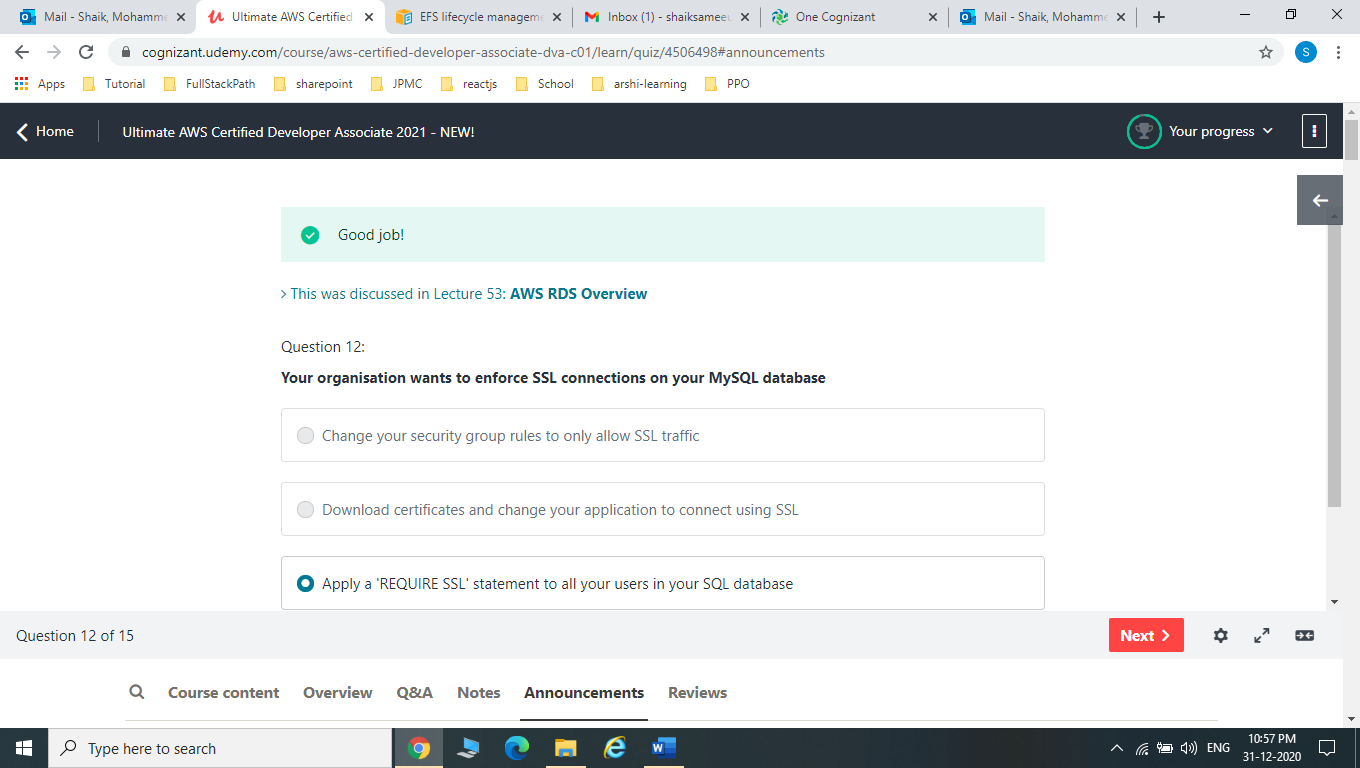 Mail - Shaik, Mohamme
Ultimate AWS Certified
EFS lifecycle manageme
Inbox (1) - shaiksameeu
One Cognizant
Mail - Shaik, Mohamme
cognizant.udemy.com/course/aws-certified-developer-associate-dva-c01/learn/quiz/4506498#announcements
S
Apps
Tutorial
FullStackPath
sharepoint
JPMC
reactjs
School
arshi-learning
PPO
Home
Ultimate AWS Certified Developer Associate 2021 - NEW!
Your progress
Good job!
This was discussed in Lecture 53: AWS RDS Overview
Question 12:
Your organisation wants to enforce SSL connections on your MySQL database
Change your security group rules to only allow SSL traffic
Download certificates and change your application to connect using SSL
Apply a 'REQUIRE SSL' statement to all your users in your SQL database
Question 12 of 15
Next
Course content
Overview
Q&A
Notes
Announcements
Reviews
Type here to search
ENG
10:57 PM
31-12-2020